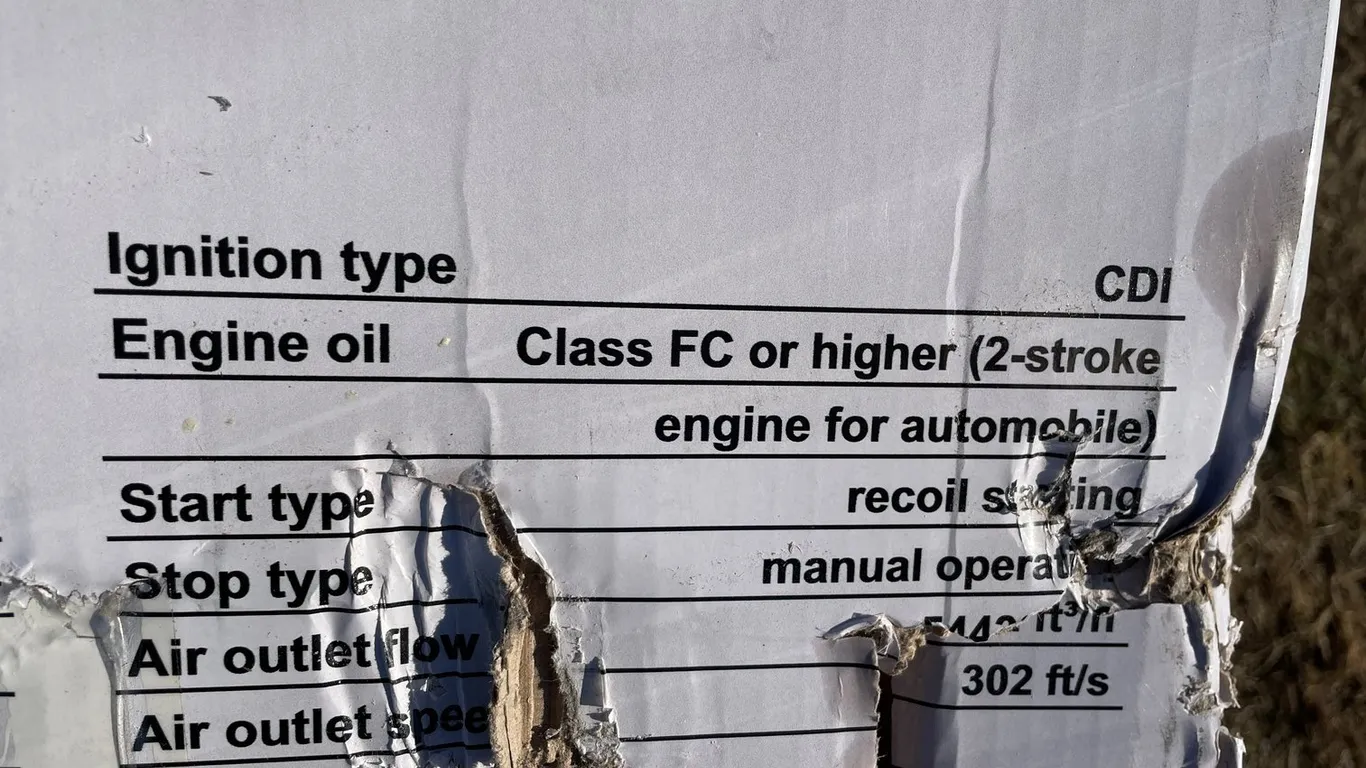 Ignition type CDI
Engine oil Class FC or higher (2-stroke
engine for automobile)
Start type recoil
Stop type manual
Air outlet flow ft³/h
Air outlet 302 ft/s